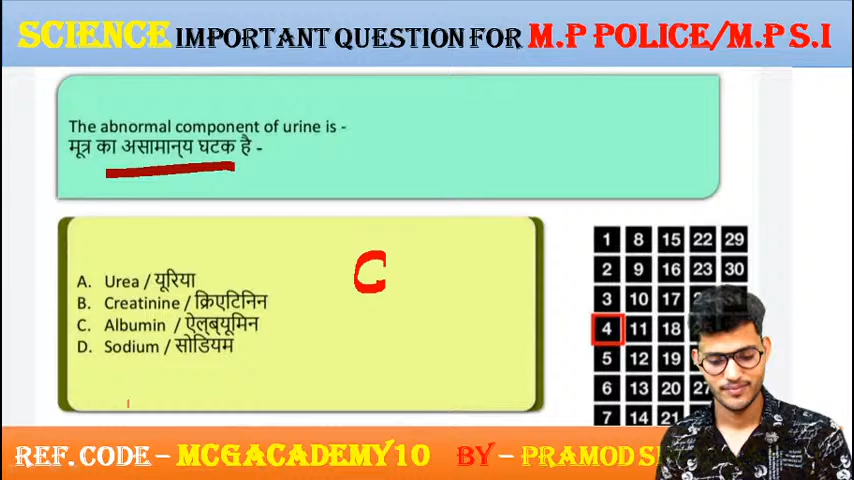 SCIENCE IMPORTANT QUESTION FOR M.P POLICE/M.P S.I
The abnormal component of urine is -
मूत्र का असामान्य घटक है -
C
A. Urea / यूरिया
B. Creatinine / क्रिएटिनिन
C. Albumin / ऐल्ब्यूमिन
D. Sodium / सोडियम
1 8 15 22 29
2 9 16 23 30
3 10 17
4 11 18
5 12 19
6 13 20 27
7 14 21
REF. CODE - MCGACADEMY10 BY - PRAMOD